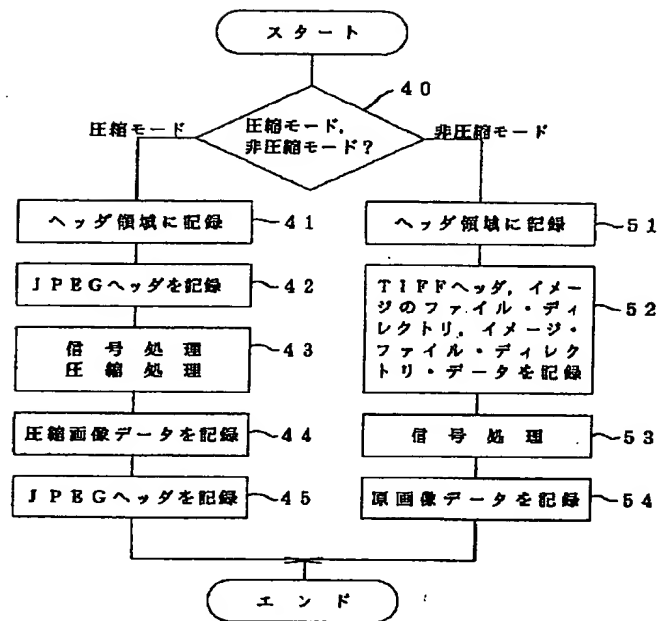 スタート
40
圧縮モード
圧縮モード,
非圧縮モード?
非圧縮モード
ヘッダ領域に記録
41
JPEGヘッダを記録
42
信号処理
圧縮処理
43
圧縮画像データを記録
44
JPEGヘッダを記録
45
ヘッダ領域に記録
51
TIFFヘッダ,イメー
ジのファイル・ディ
レクトリ,イメージ・
ファイル・ディレク
トリ・データを記録
52
信号処理
53
原画像データを記録
54
エンド